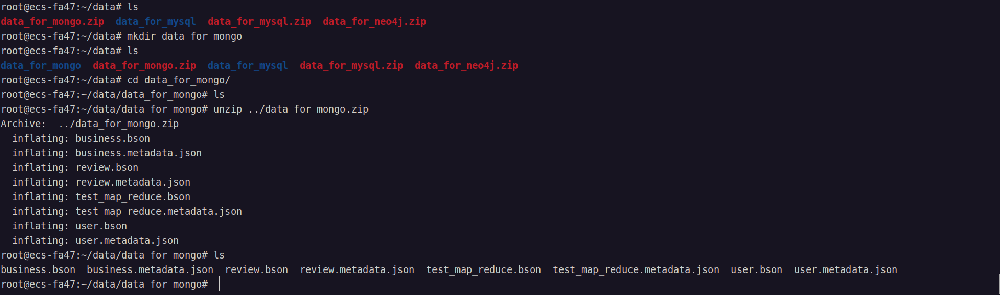 root@ecs-fa47:~/data# ls
data_for_mongo.zip  data_for_mysql  data_for_mysql.zip  data_for_neo4j.zip
root@ecs-fa47:~/data# mkdir data_for_mongo
root@ecs-fa47:~/data# ls
data_for_mongo  data_for_mongo.zip  data_for_mysql  data_for_mysql.zip  data_for_neo4j.zip
root@ecs-fa47:~/data# cd data_for_mongo/
root@ecs-fa47:~/data/data_for_mongo# ls
root@ecs-fa47:~/data/data_for_mongo# unzip ../data_for_mongo.zip
Archive:  ../data_for_mongo.zip
  inflating: business.bson
  inflating: business.metadata.json
  inflating: review.bson
  inflating: review.metadata.json
  inflating: test_map_reduce.bson
  inflating: test_map_reduce.metadata.json
  inflating: user.bson
  inflating: user.metadata.json
root@ecs-fa47:~/data/data_for_mongo# ls
business.bson  business.metadata.json  review.bson  review.metadata.json  test_map_reduce.bson  test_map_reduce.metadata.json  user.bson  user.metadata.json
root@ecs-fa47:~/data/data_for_mongo#